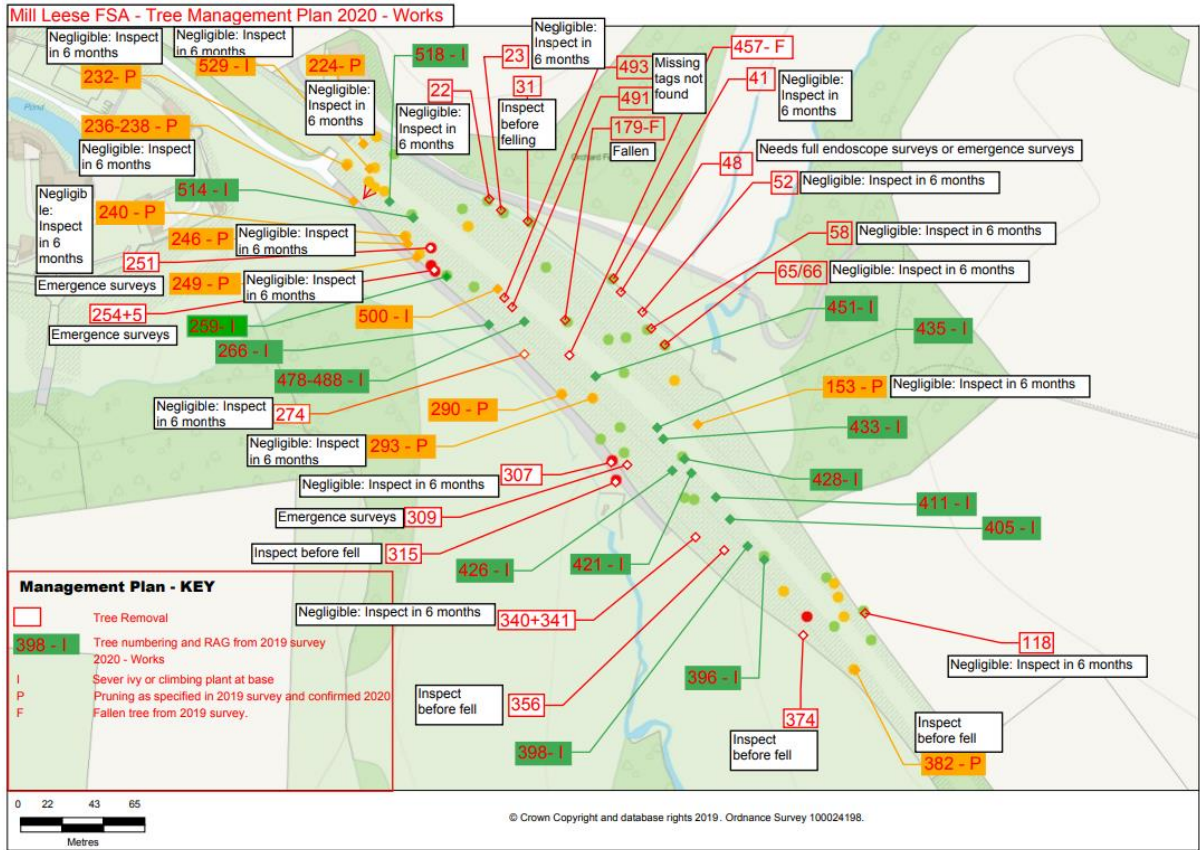 Mill Leese FSA - Tree Management Plan 2020 - Works
Negligible: Inspect
in 6 months
Negligible: Inspect
in 6 months
232- P
529 - I
224- P
518 - I
23
Negligible:
Inspect in
6 months
493
Missing
tags not
found
457- F
236-238 - P
Negligible:
Inspect in
6 months
22
Negligible:
Inspect in
6 months
31
Inspect
before
felling
491
179-F
Fallen
41
Negligible:
Inspect in
6 months
Pond
Negligible: Inspect
in 6 months
48
Needs full endoscope surveys or emergence surveys
52
Negligible: Inspect in 6 months
514 - I
Negligib
le:
Inspect
in 6
months
240 - P
246 - P
Negligible: Inspect
in 6 months
58
Negligible: Inspect in 6 months
251
Emergence surveys
249 - P
Negligible: Inspect
in 6 months
65/66
Negligible: Inspect in 6 months
254+5
Emergence surveys
259- I
500 - I
451- I
435 - I
266 - I
478-488 - I
153 - P
Negligible: Inspect in 6 months
Negligible: Inspect
in 6 months
274
290 - P
433 - I
Negligible: Inspect
in 6 months
293 - P
307
Negligible: Inspect in 6 months
428- I
411 - I
Emergence surveys
309
405 - I
Inspect before fell
315
426 - I
421 - I
Management Plan - KEY
Tree Removal
398 - I
Tree numbering and RAG from 2019 survey
2020 - Works
I
Sever ivy or climbing plant at base
P
Pruning as specified in 2019 survey and confirmed 2020
F
Fallen tree from 2019 survey.
Negligible: Inspect in 6 months
340+341
118
Negligible: Inspect in 6 months
Inspect
before fell
356
396 - I
374
Inspect
before fell
398- I
Inspect
before fell
382 - P
0 22 43 65
Metres
© Crown Copyright and database rights 2019. Ordnance Survey 100024198.